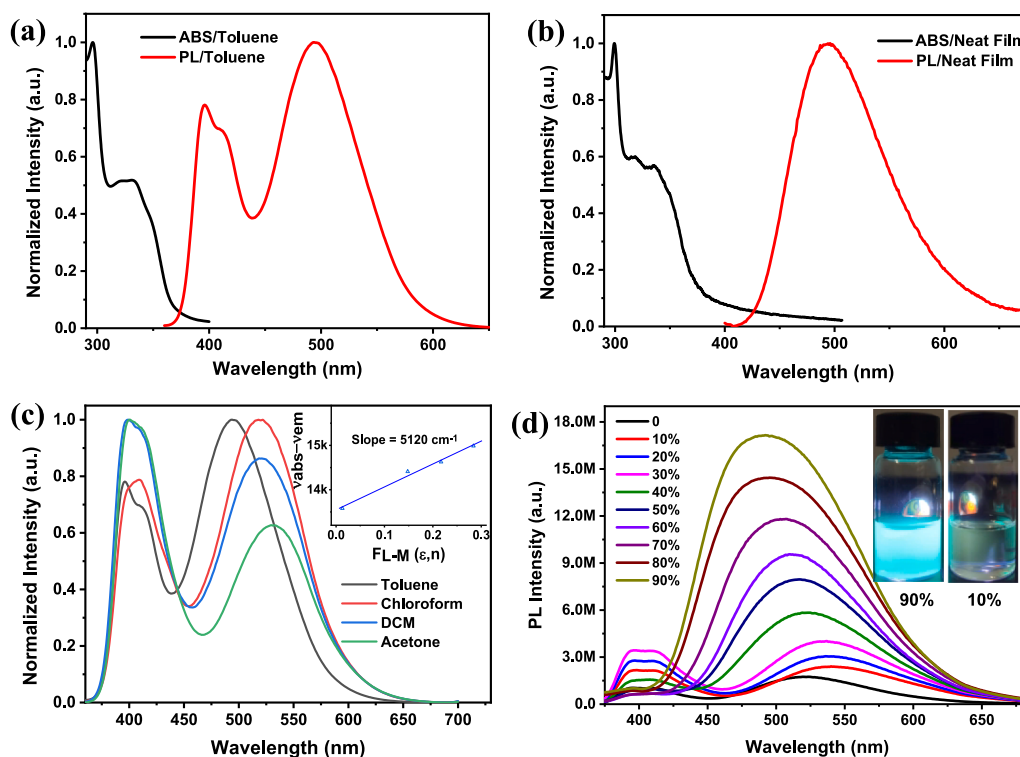 (a)
ABS/Toluene
PL/Toluene
Normalized Intensity (a.u.)
1.0
0.8
0.6
0.4
0.2
0.0
300
400
500
600
Wavelength (nm)
(b)
ABS/Neat Film
PL/Neat Film
Normalized Intensity (a.u.)
1.0
0.8
0.6
0.4
0.2
0.0
300
400
500
600
Wavelength (nm)
(c)
Normalized Intensity (a.u.)
1.0
0.8
0.6
0.4
0.2
0.0
350
400
450
500
550
600
650
700
Wavelength (nm)
νabs−νem
15k
14k
Slope = 5120 cm⁻¹
0.0
0.1
0.2
0.3
FL-M (ε,n)
Toluene
Chloroform
DCM
Acetone
(d)
PL Intensity (a.u.)
18.0M
15.0M
12.0M
9.0M
6.0M
3.0M
0.0
0
10%
20%
30%
40%
50%
60%
70%
80%
90%
90%
10%
400
450
500
550
600
650
Wavelength (nm)